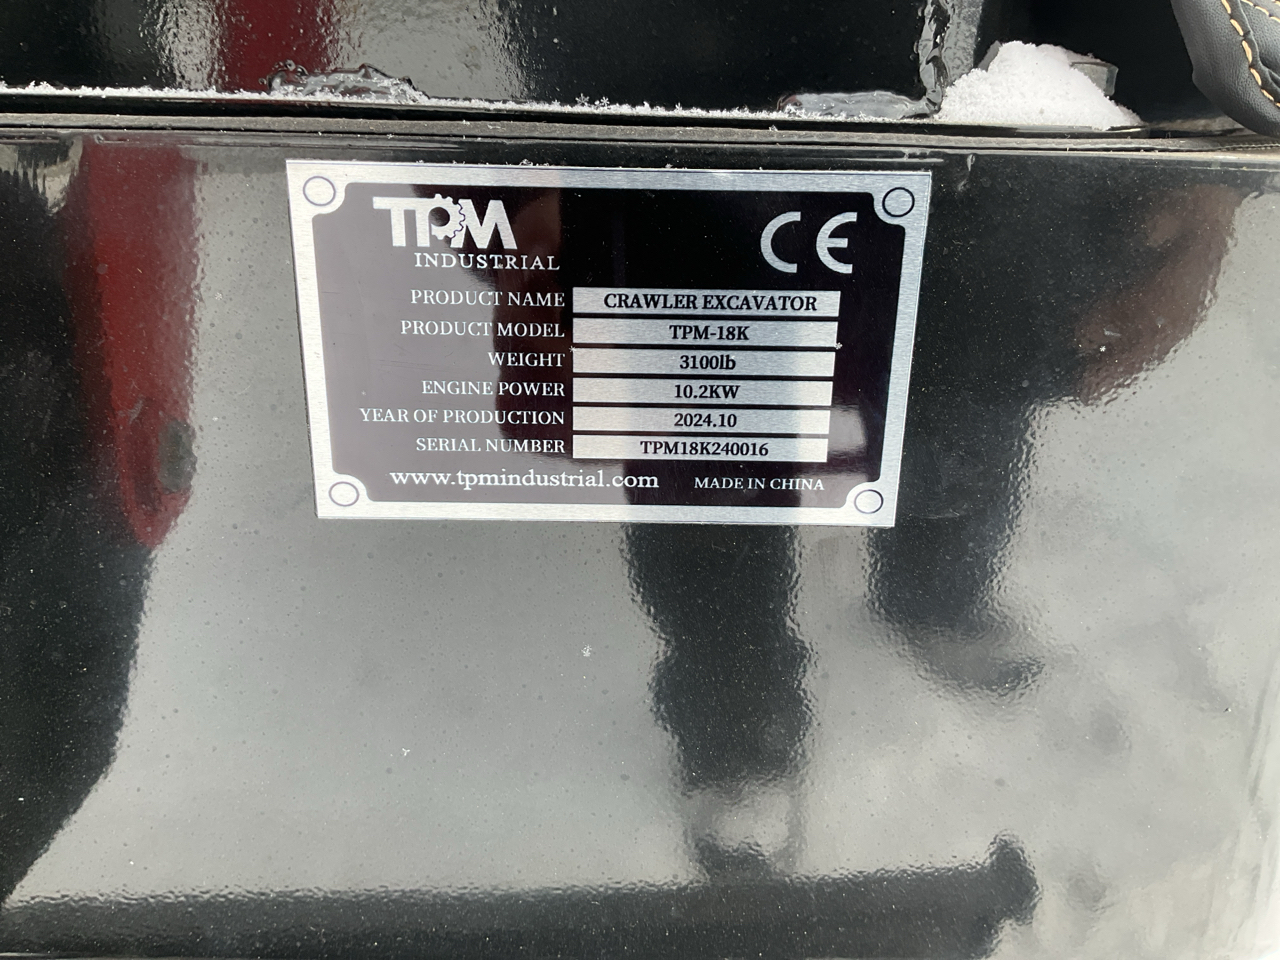 TPM
INDUSTRIAL
CE
PRODUCT NAME CRAWLER EXCAVATOR
PRODUCT MODEL TPM-18K
WEIGHT 3100lb
ENGINE POWER 10.2KW
YEAR OF PRODUCTION 2024.10
SERIAL NUMBER TPM18K240016
www.tpmindustrial.com MADE IN CHINA